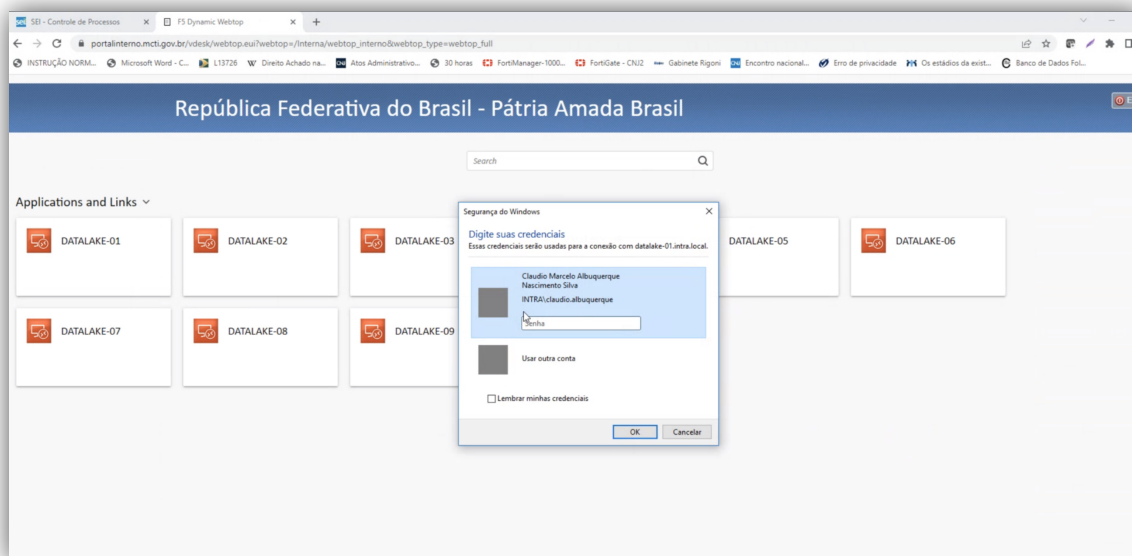 SEI - Controle de Processos
F5 Dynamic Webtop
portalinterno.mcti.gov.br/vdesk/webtop.eui?webtop=/Interna/webtop_interno&webtop_type=webtop_full
INSTRUÇÃO NORM... Microsoft Word - C... L13726 Direito Achado na... Atos Administrativo... 30 horas FortiManager-1000... FortiGate - CNJ2 Gabinete Rigoni Encontro nacional... Erro de privacidade Os estádios da exist... Banco de Dados Fol...
República Federativa do Brasil - Pátria Amada Brasil
Search
Applications and Links
DATALAKE-01 DATALAKE-02 DATALAKE-03 DATALAKE-05 DATALAKE-06
Segurança do Windows
Digite suas credenciais
Essas credenciais serão usadas para a conexão com datalake-01.intra.local.
Claudio Marcelo Albuquerque
Nascimento Silva
INTRA\claudio.albuquerque
Senha
Usar outra conta
Lembrar minhas credenciais
OK Cancelar
DATALAKE-07 DATALAKE-08 DATALAKE-09